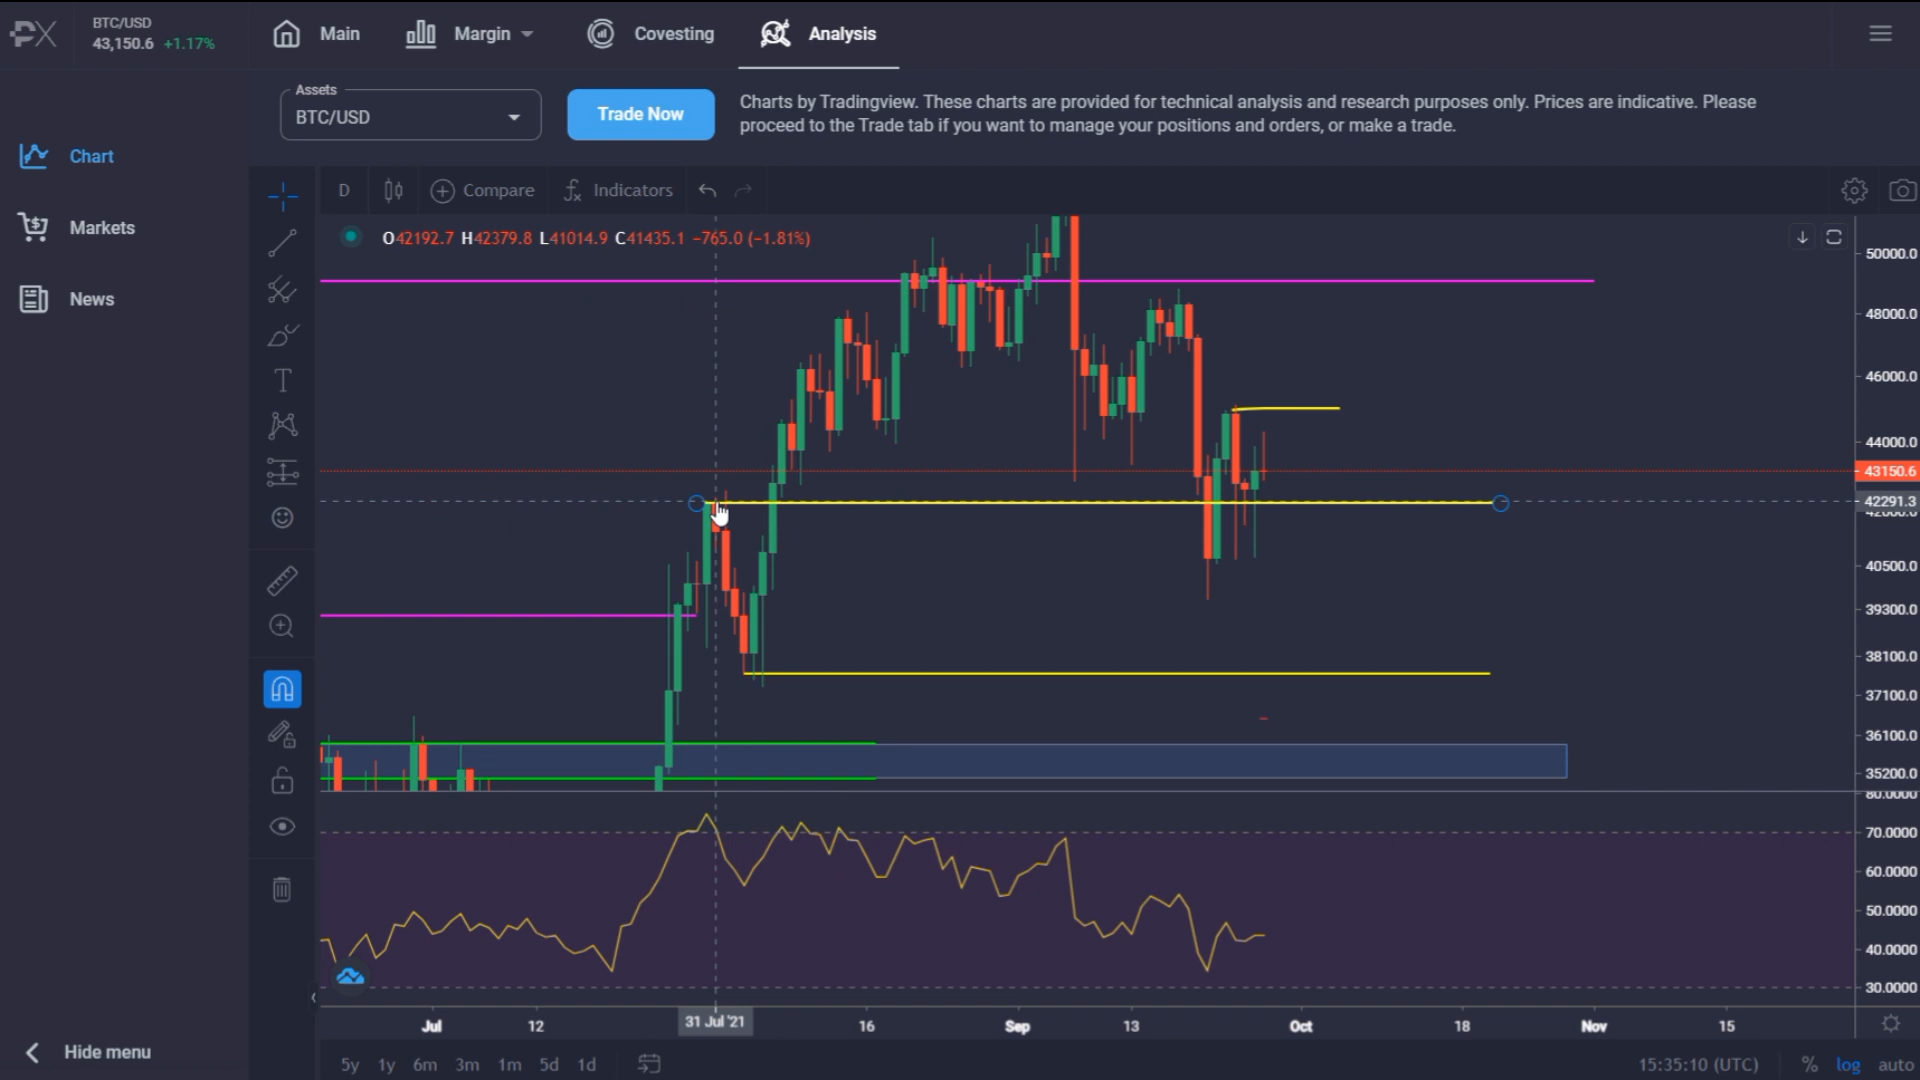 BTC/USD
43,150.6 +1.17%
Main
Margin
Covesting
Analysis
Assets
BTC/USD
Trade Now
Charts by Tradingview. These charts are provided for technical analysis and research purposes only. Prices are indicative. Please
proceed to the Trade tab if you want to manage your positions and orders, or make a trade.
Chart
Markets
News
D
Compare
Indicators
O42192.7 H42379.8 L41014.9 C41435.1 −765.0 (−1.81%)
50000.0
48000.0
46000.0
44000.0
43150.6
42291.3
42000.0
40500.0
39300.0
38100.0
37100.0
36100.0
35200.0
80.0000
70.0000
60.0000
50.0000
40.0000
30.0000
Jul
12
31 Jul '21
16
Sep
13
Oct
18
Nov
15
Hide menu
5y 1y 6m 3m 1m 5d 1d
15:35:10 (UTC)
%
log
auto